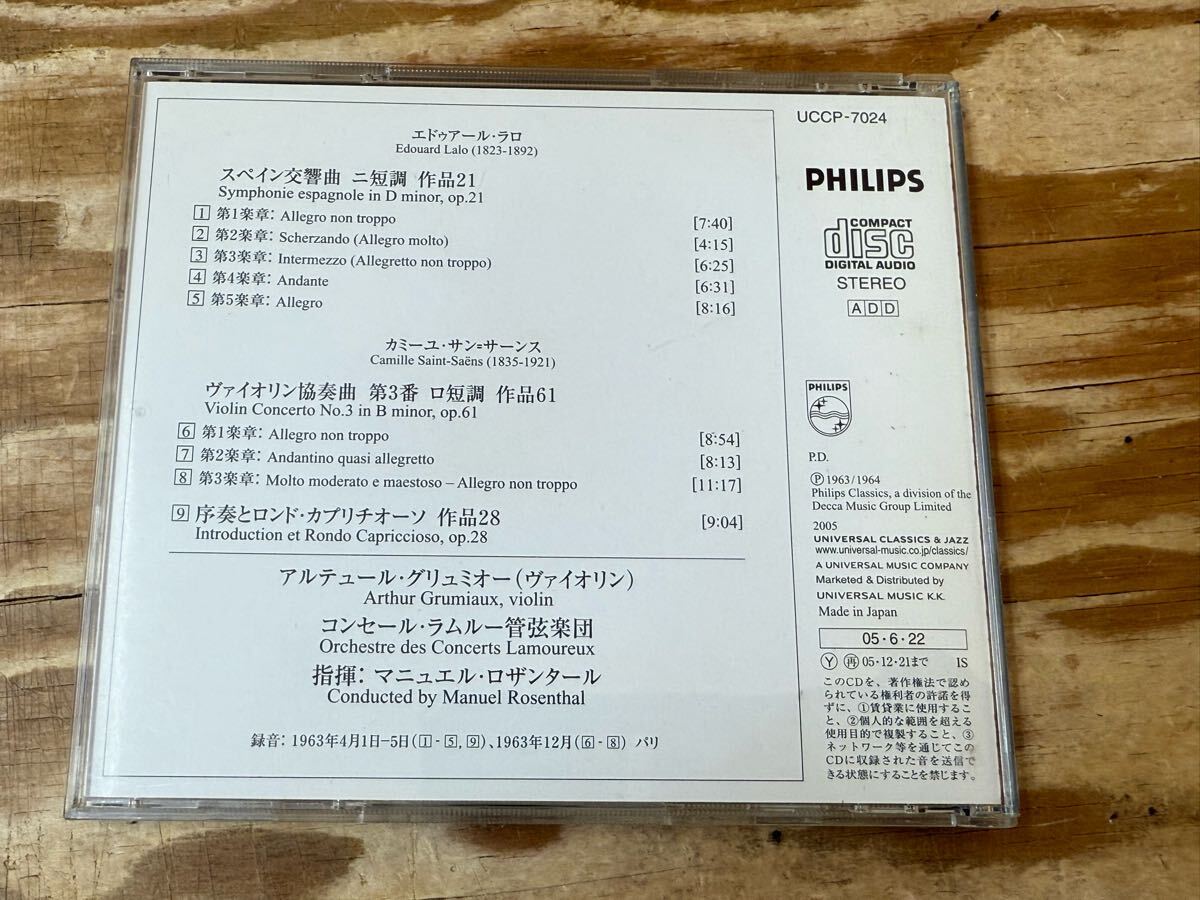 エドゥアール・ラロ
Edouard Lalo (1823-1892)
スペイン交響曲 ニ短調 作品21
Symphonie espagnole in D minor, op.21
1 第1楽章: Allegro non troppo [7:40]
2 第2楽章: Scherzando (Allegro molto) [4:15]
3 第3楽章: Intermezzo (Allegretto non troppo) [6:25]
4 第4楽章: Andante [6:31]
5 第5楽章: Allegro [8:16]
カミーユ・サン=サーンス
Camille Saint-Saëns (1835-1921)
ヴァイオリン協奏曲 第3番 ロ短調 作品61
Violin Concerto No.3 in B minor, op.61
6 第1楽章: Allegro non troppo [8:54]
7 第2楽章: Andantino quasi allegretto [8:13]
8 第3楽章: Molto moderato e maestoso – Allegro non troppo [11:17]
9 序奏とロンド・カプリチオーソ 作品28 [9:04]
Introduction et Rondo Capriccioso, op.28
アルテュール・グリュミオー(ヴァイオリン)
Arthur Grumiaux, violin
コンセール・ラムルー管弦楽団
Orchestre des Concerts Lamoureux
指揮: マニュエル・ロザンタール
Conducted by Manuel Rosenthal
録音: 1963年4月1日-5日(1-5, 9)、1963年12月(6-8) パリ
UCCP-7024
PHILIPS
COMPACT
disc
DIGITAL AUDIO
STEREO
ADD
PHILIPS
P.D.
Ⓟ 1963/1964
Philips Classics, a division of the
Decca Music Group Limited
2005
UNIVERSAL CLASSICS & JAZZ
www.universal-music.co.jp/classics/
A UNIVERSAL MUSIC COMPANY
Marketed & Distributed by
UNIVERSAL MUSIC K.K.
Made in Japan
05・6・22
Ⓨ 再 05・12・21まで IS
このCDを、著作権法で認め
られている権利者の許諾を得
ずに、①賃貸業に使用するこ
と、②個人的な範囲を超える
使用目的で複製すること、③
ネットワーク等を通じてこの
CDに収録された音を送信で
きる状態にすることを禁じます。